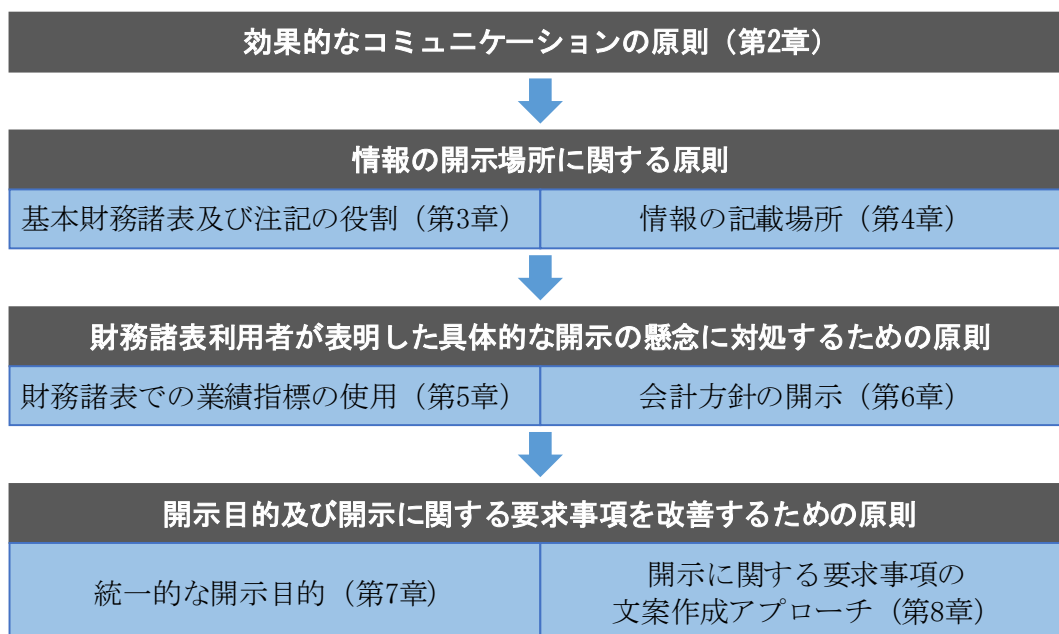 効果的なコミュニケーションの原則（第2章）
情報の開示場所に関する原則
基本財務諸表及び注記の役割（第3章）
情報の記載場所（第4章）
財務諸表利用者が表明した具体的な開示の懸念に対処するための原則
財務諸表での業績指標の使用（第5章）
会計方針の開示（第6章）
開示目的及び開示に関する要求事項を改善するための原則
統一的な開示目的（第7章）
開示に関する要求事項の
文案作成アプローチ（第8章）